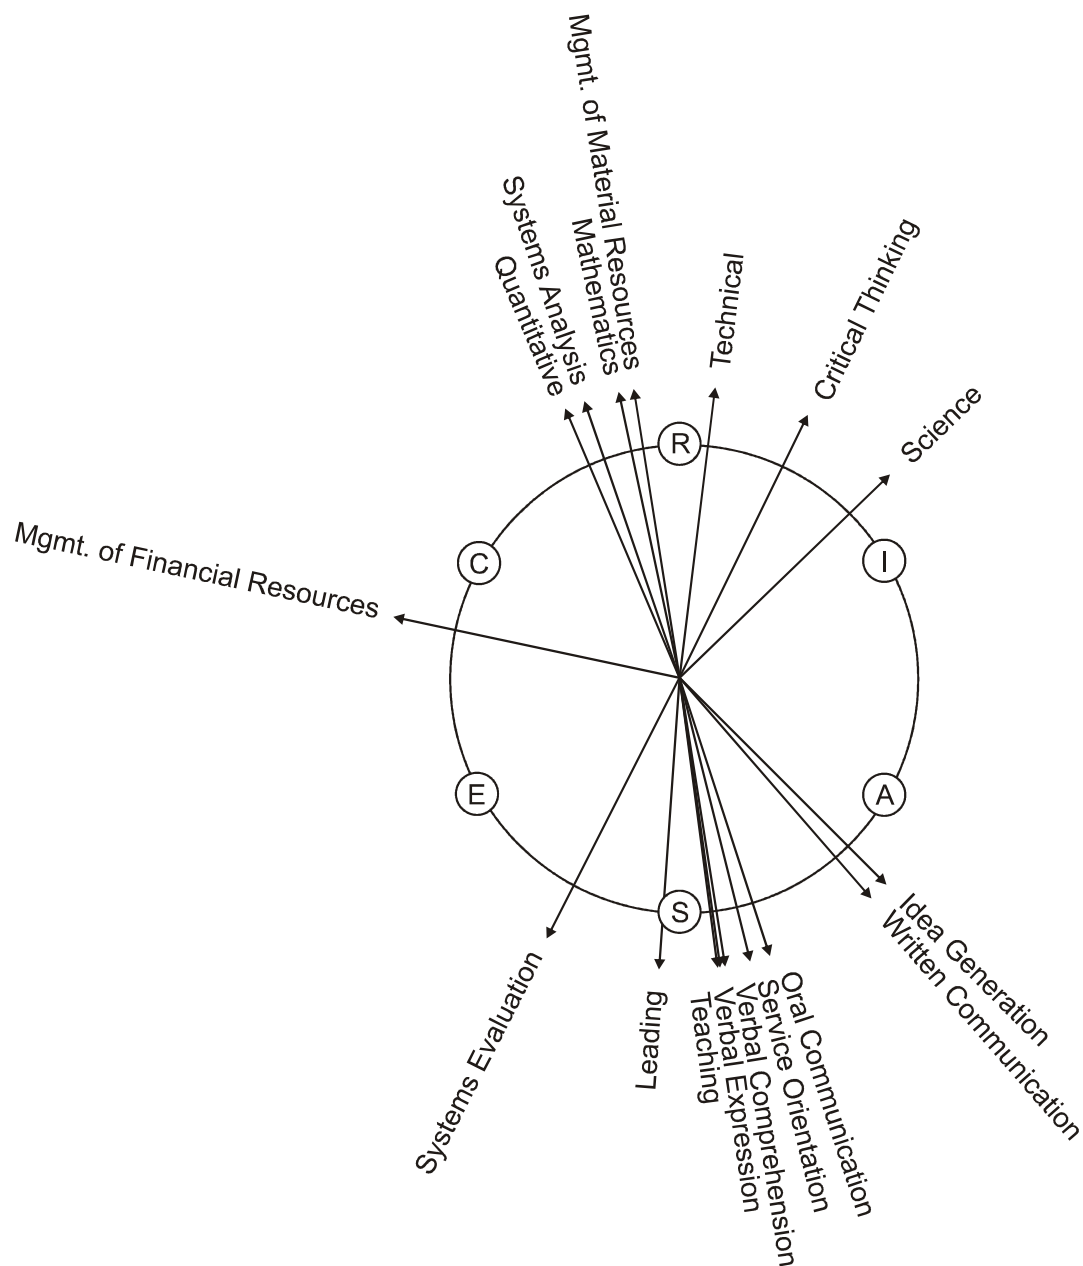 Mgmt. of Material Resources
Systems Analysis
Mathematics
Quantitative
Technical
Critical Thinking
Science
R
I
C
Mgmt. of Financial Resources
E
A
S
Idea Generation
Written Communication
Systems Evaluation
Leading
Teaching
Verbal Expression
Verbal Comprehension
Service Orientation
Oral Communication